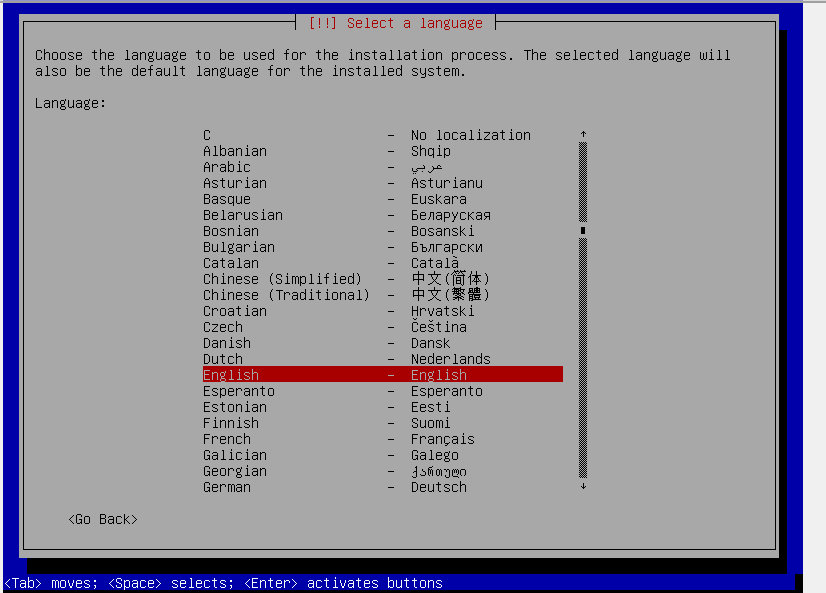 [!!] Select a language
Choose the language to be used for the installation process. The selected language will
also be the default language for the installed system.
Language:
C - No localization
Albanian - Shqip
Arabic - عربي
Asturian - Asturianu
Basque - Euskara
Belarusian - Беларуская
Bosnian - Bosanski
Bulgarian - Български
Catalan - Català
Chinese (Simplified) - 中文(简体)
Chinese (Traditional) - 中文(繁體)
Croatian - Hrvatski
Czech - Čeština
Danish - Dansk
Dutch - Nederlands
English - English
Esperanto - Esperanto
Estonian - Eesti
Finnish - Suomi
French - Français
Galician - Galego
Georgian - ქართული
German - Deutsch
<Go Back>
<Tab> moves; <Space> selects; <Enter> activates buttons